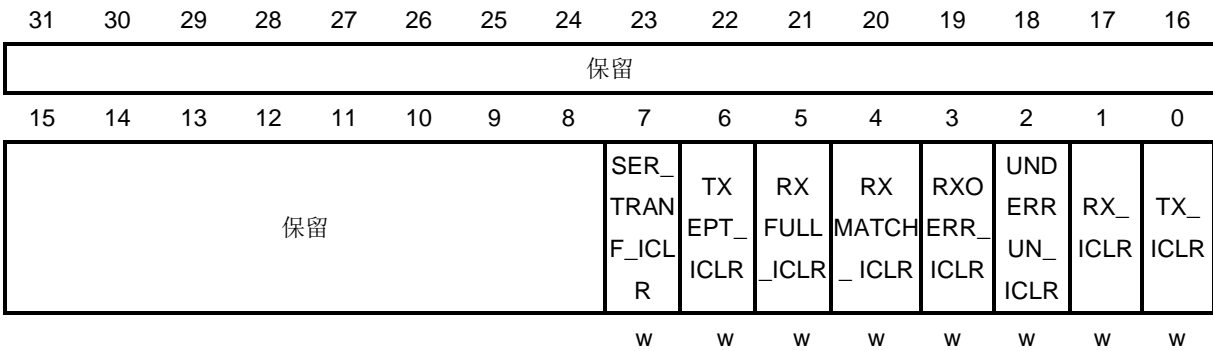 31 30 29 28 27 26 25 24 23 22 21 20 19 18 17 16
保留
15 14 13 12 11 10 9 8 7 6 5 4 3 2 1 0
保留
SER_
TRAN
F_ICL
R
TX
EPT_
ICLR
RX
FULL
_ICLR
RX
MATCH
_ ICLR
RXO
ERR_
ICLR
UND
ERR
UN_
ICLR
RX_
ICLR
TX_
ICLR
w w w w w w w w